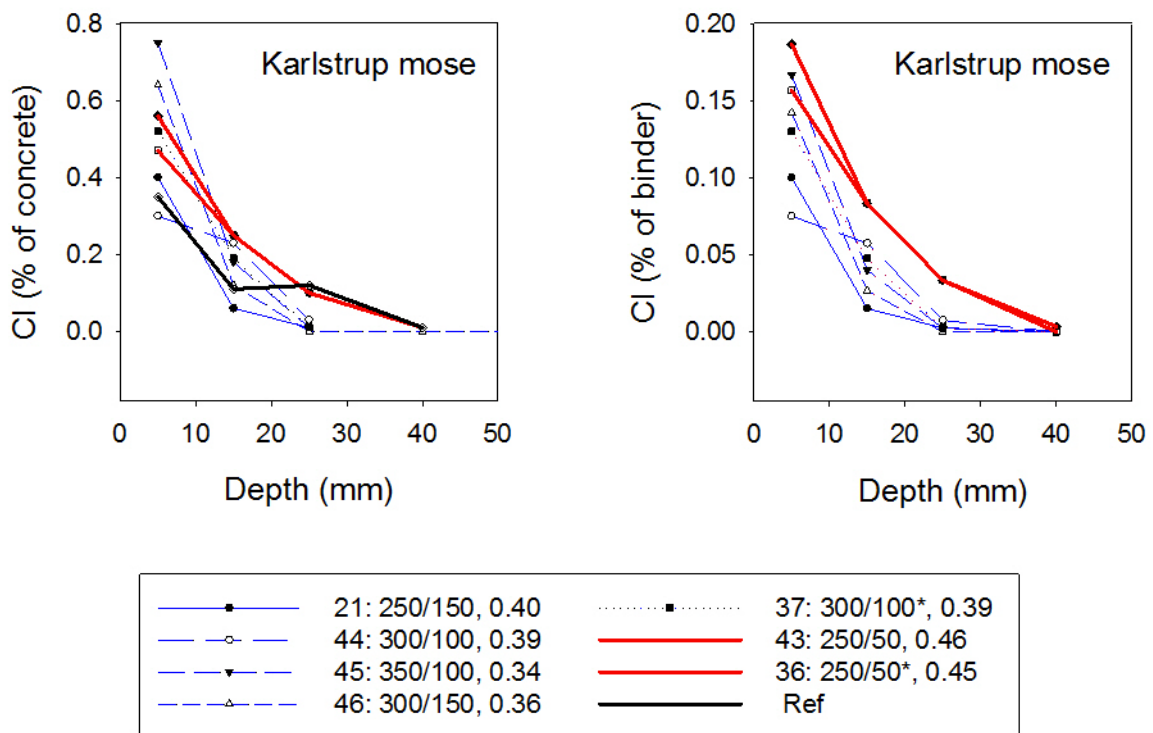 0.8
0.6
0.4
0.2
0.0
Cl (% of concrete)
Karlstrup mose
0 10 20 30 40 50
Depth (mm)
0.20
0.15
0.10
0.05
0.00
Cl (% of binder)
Karlstrup mose
0 10 20 30 40 50
Depth (mm)
21: 250/150, 0.40
44: 300/100, 0.39
45: 350/100, 0.34
46: 300/150, 0.36
37: 300/100*, 0.39
43: 250/50, 0.46
36: 250/50*, 0.45
Ref